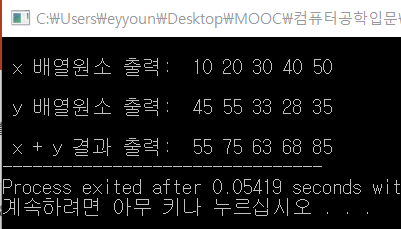 C:₩Users₩eyyoun₩Desktop₩MOOC₩컴퓨터공학입문₩
x 배열원소 출력: 10 20 30 40 50
y 배열원소 출력: 45 55 33 28 35
x + y 결과 출력: 55 75 63 68 85
--------------------------------
Process exited after 0.05419 seconds wit
계속하려면 아무 키나 누르십시오 . . .